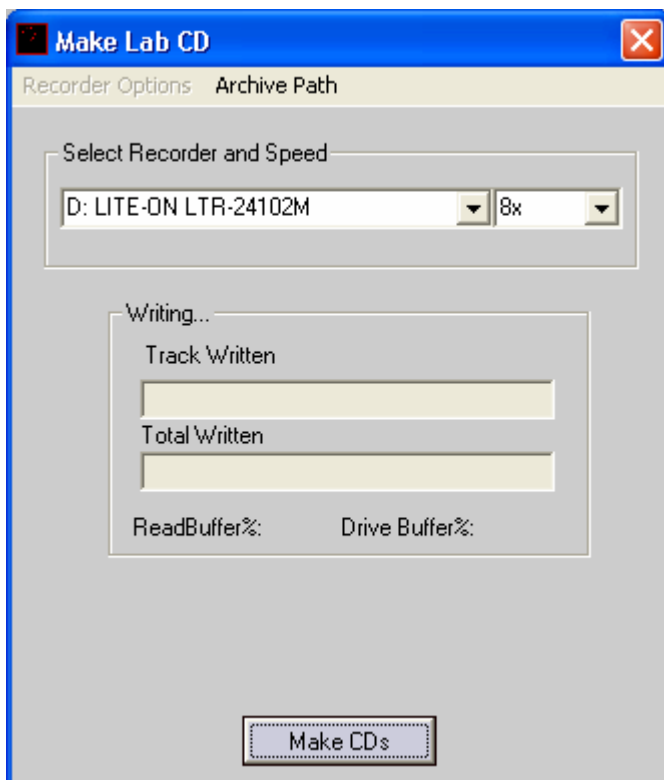 Make Lab CD
Recorder Options Archive Path
Select Recorder and Speed
D: LITE-ON LTR-24102M 8x
Writing...
Track Written
Total Written
ReadBuffer%: Drive Buffer%:
Make CDs